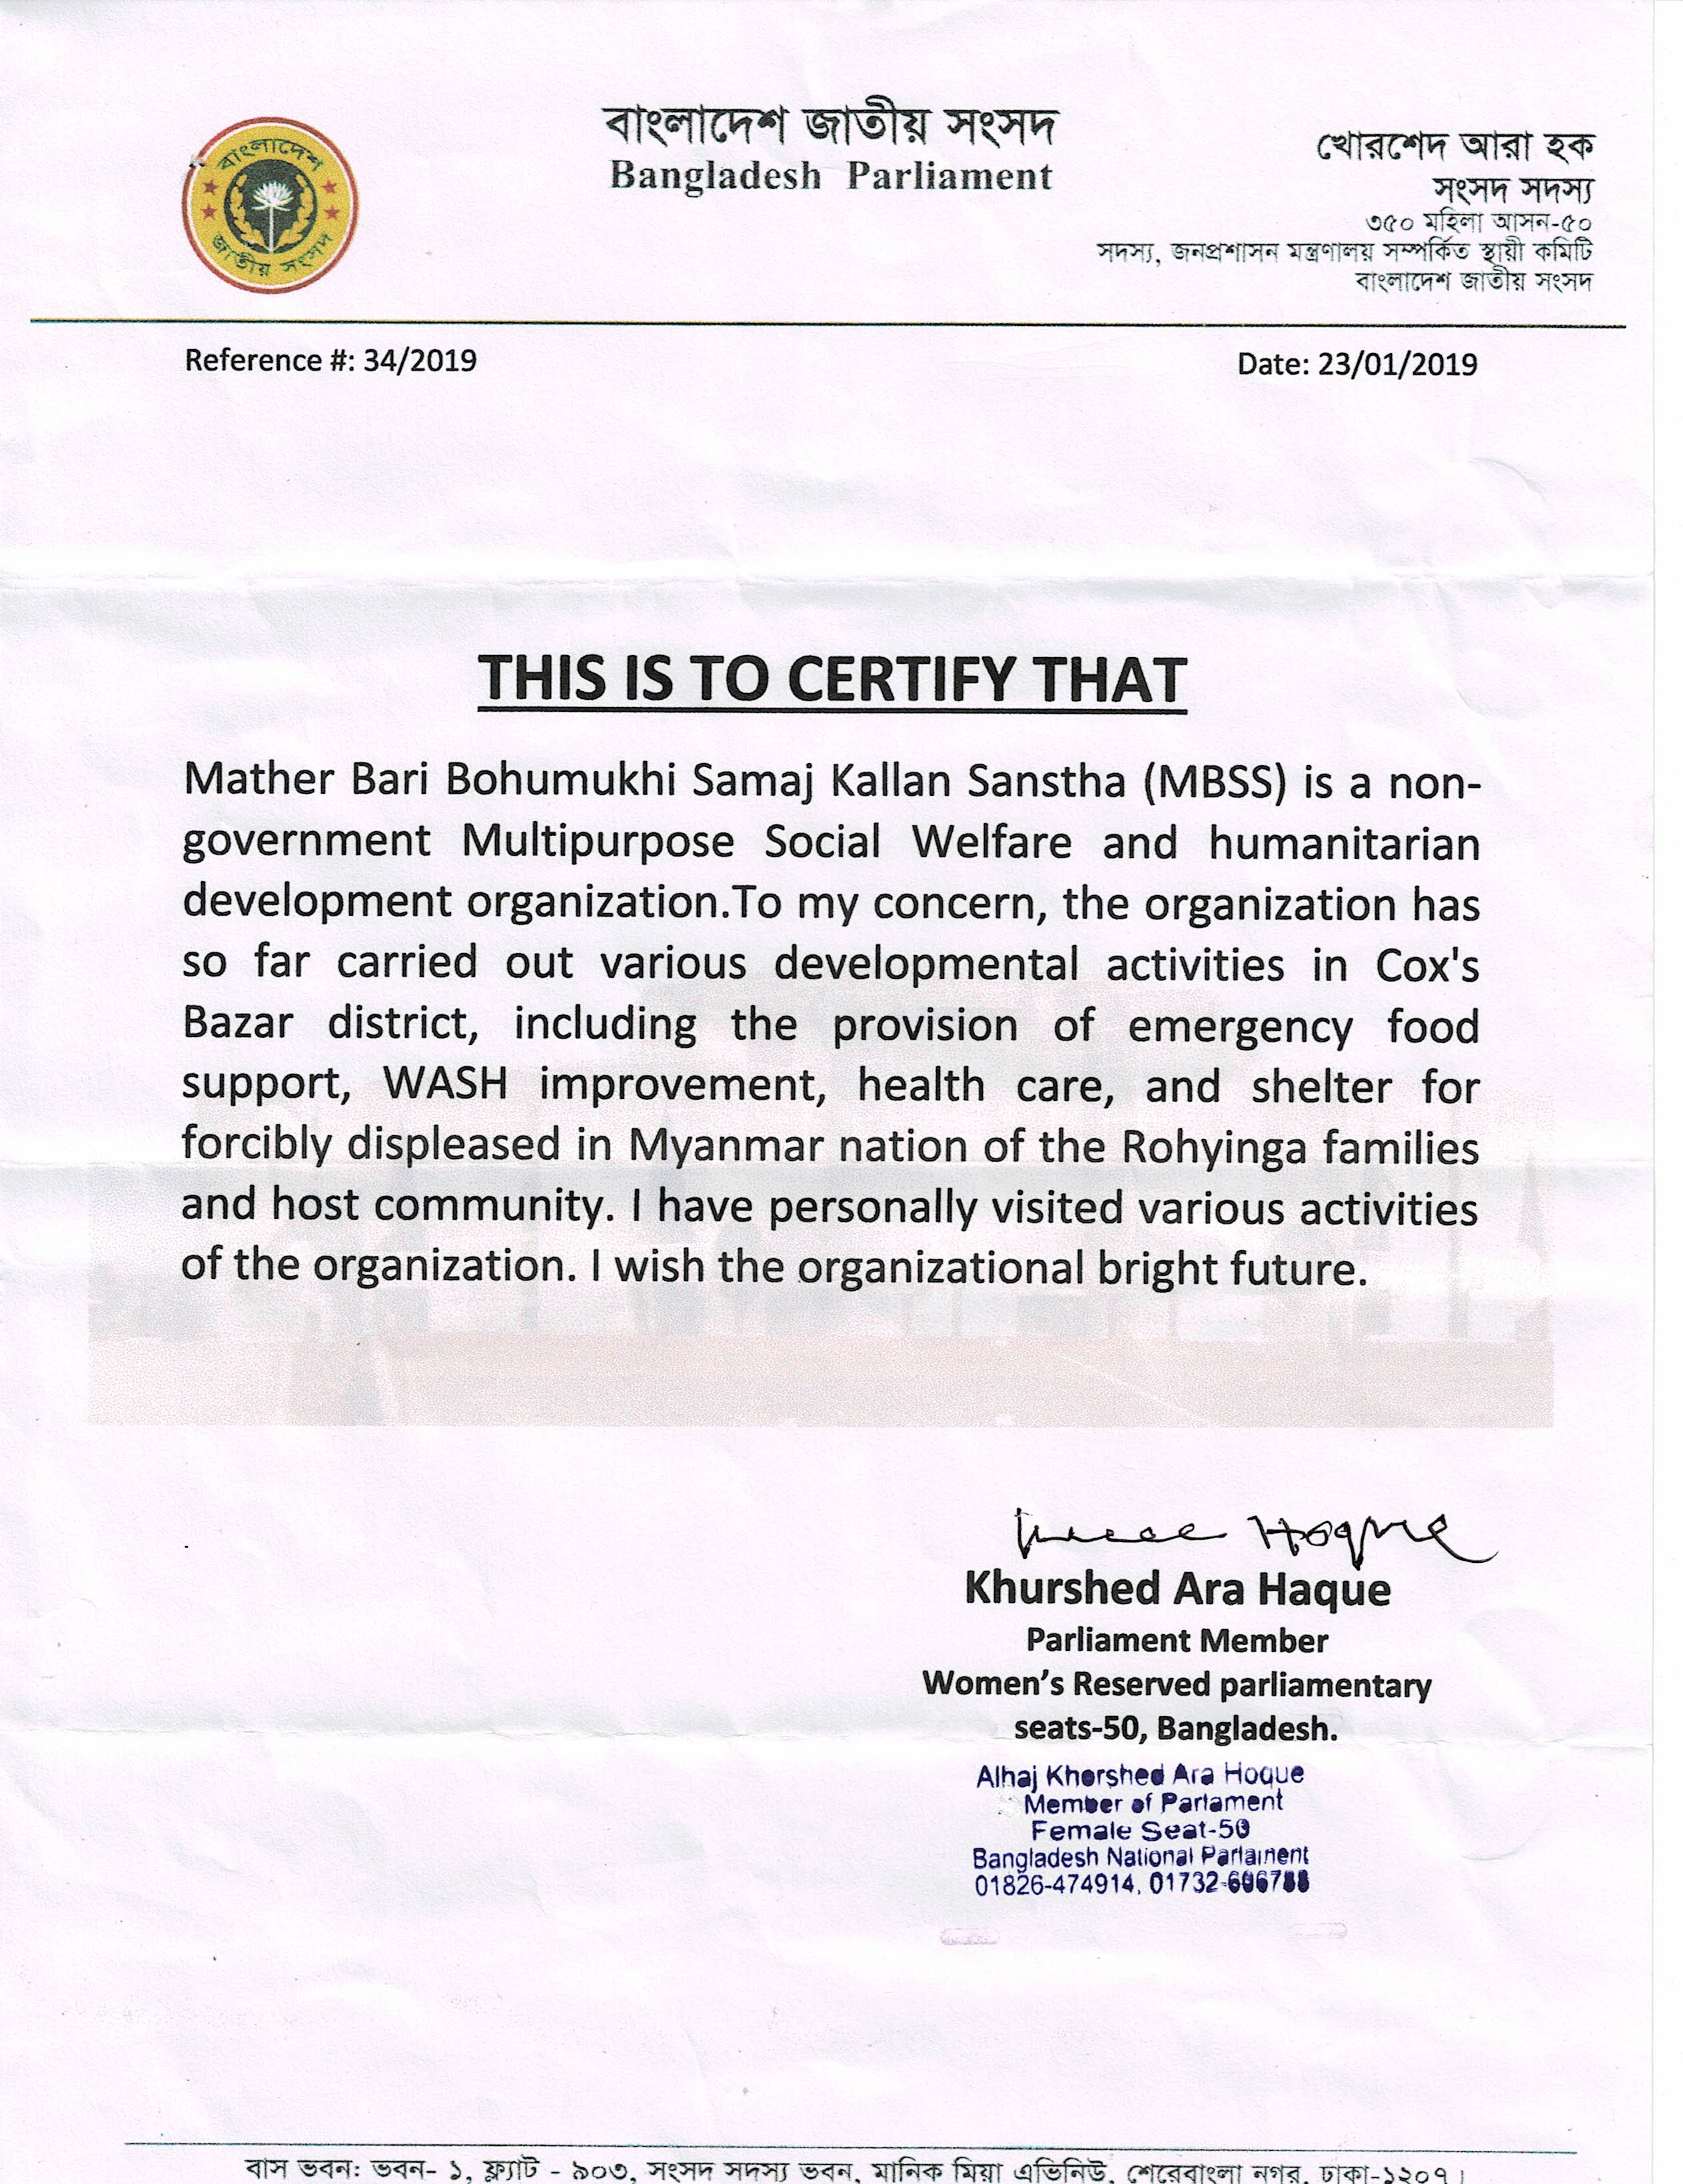 বাংলাদেশ জাতীয় সংসদ
Bangladesh Parliament
বাংলাদেশ
জাতীয় সংসদ
খোরশেদ আরা হক
সংসদ সদস্য
৩৫০ মহিলা আসন-৫০
সদস্য, জনপ্রশাসন মন্ত্রণালয় সম্পর্কিত স্থায়ী কমিটি
বাংলাদেশ জাতীয় সংসদ
Reference #: 34/2019
Date: 23/01/2019
THIS IS TO CERTIFY THAT
Mather Bari Bohumukhi Samaj Kallan Sanstha (MBSS) is a non-
government Multipurpose Social Welfare and humanitarian
development organization.To my concern, the organization has
so far carried out various developmental activities in Cox's
Bazar district, including the provision of emergency food
support, WASH improvement, health care, and shelter for
forcibly displeased in Myanmar nation of the Rohyinga families
and host community. I have personally visited various activities
of the organization. I wish the organizational bright future.
Hoque
Khurshed Ara Haque
Parliament Member
Women's Reserved parliamentary
seats-50, Bangladesh.
Alhaj Khorshed Ara Hoque
Member of Parlament
Female Seat-50
Bangladesh National Parlainent
01826-474914, 01732
বাস ভবন: ভবন- ১, ফ্ল্যাট - ৯০৩, সংসদ সদস্য ভবন, মানিক মিয়া এভিনিউ, শেরেবাংলা নগর, ঢাকা-১২০৭।